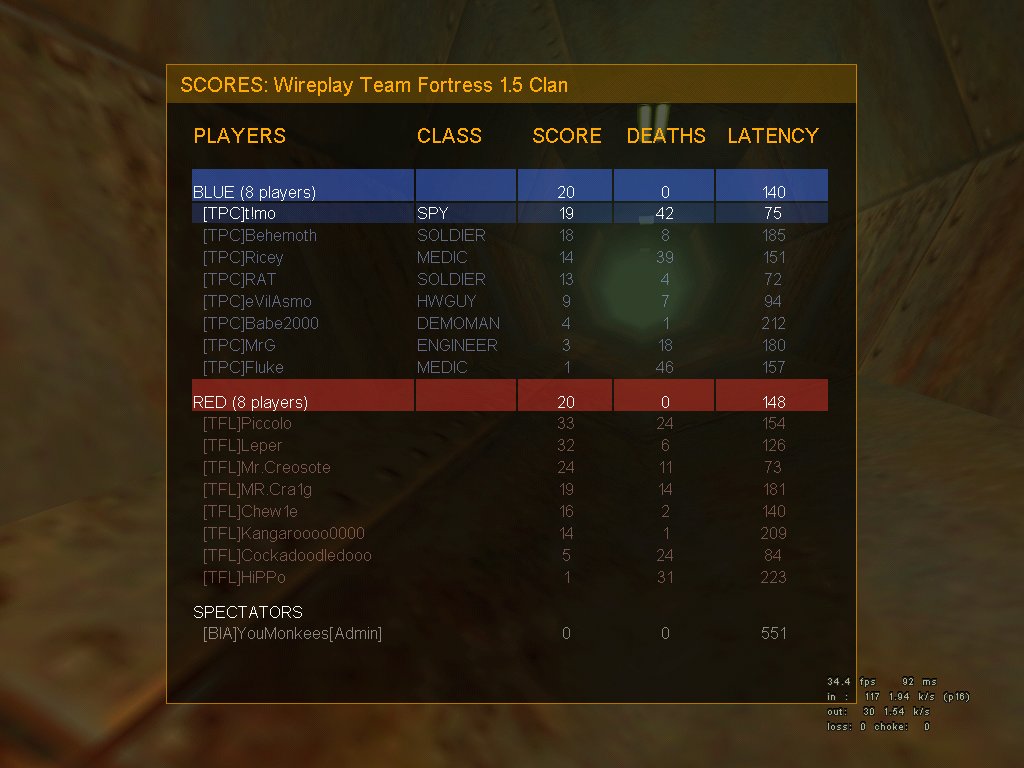 SCORES: Wireplay Team Fortress 1.5 Clan
PLAYERS CLASS SCORE DEATHS LATENCY
BLUE (8 players) 20 0 140
[TPC]t!mo SPY 19 42 75
[TPC]Behemoth SOLDIER 18 8 185
[TPC]Ricey MEDIC 14 39 151
[TPC]RAT SOLDIER 13 4 72
[TPC]eVilAsmo HWGUY 9 7 94
[TPC]Babe2000 DEMOMAN 4 1 212
[TPC]MrG ENGINEER 3 18 180
[TPC]Fluke MEDIC 1 46 157
RED (8 players) 20 0 148
[TFL]Piccolo 33 24 154
[TFL]Leper 32 6 126
[TFL]Mr.Creosote 24 11 73
[TFL]MR.Cra1g 19 14 181
[TFL]Chew1e 16 2 140
[TFL]Kangaroooo0000 14 1 209
[TFL]Cockadoodledooo 5 24 84
[TFL]HiPPo 1 31 223
SPECTATORS
[BIA]YouMonkees[Admin] 0 0 551
34.4 fps 92 ms
in : 117 1.94 k/s (p16)
out: 30 1.54 k/s
loss: 0 choke: 0